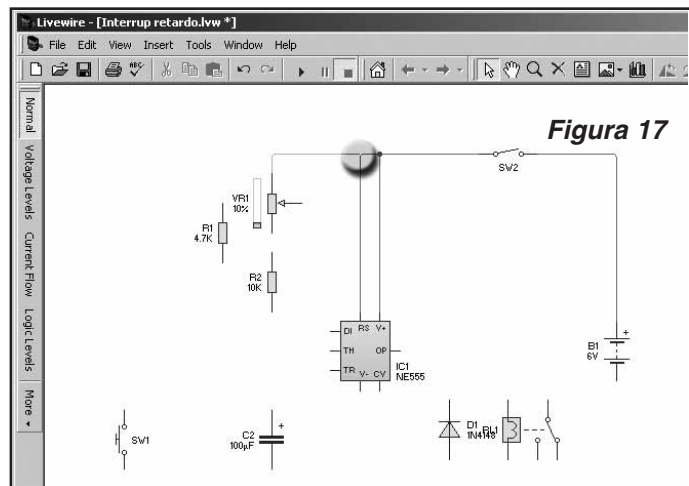 Livewire - [Interrup retardo.lvw *]
File Edit View Insert Tools Window Help
ABC
Normal
Voltage Levels
Current Flow
Logic Levels
More
Figura 17
SW2
VR1
10%
R1
4.7K
R2
10K
DI RS V+
TH OP
TR V- CV
IC1
NE555
+
B1
6V
SW1
C2
100µF
+
D1
1N4148
RL1